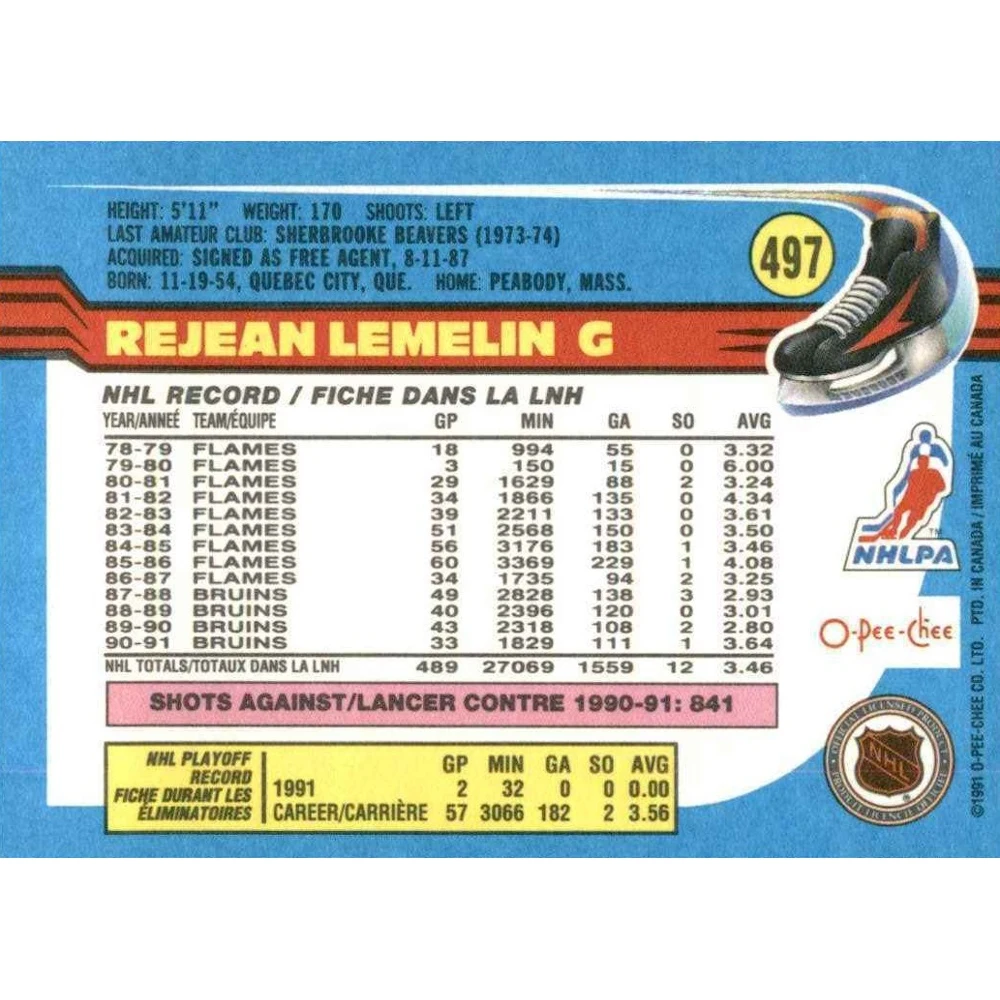 HEIGHT: 5'11" WEIGHT: 170 SHOOTS: LEFT
LAST AMATEUR CLUB: SHERBROOKE BEAVERS (1973-74)
ACQUIRED: SIGNED AS FREE AGENT, 8-11-87
BORN: 11-19-54, QUEBEC CITY, QUE. HOME: PEABODY, MASS.
497
REJEAN LEMELIN G
NHL RECORD / FICHE DANS LA LNH
YEAR/ANNEÉ TEAM/ÉQUIPE GP MIN GA SO AVG
78-79 FLAMES 18 994 55 0 3.32
79-80 FLAMES 3 150 15 0 6.00
80-81 FLAMES 29 1629 88 2 3.24
81-82 FLAMES 34 1866 135 0 4.34
82-83 FLAMES 39 2211 133 0 3.61
83-84 FLAMES 51 2568 150 0 3.50
84-85 FLAMES 56 3176 183 1 3.46
85-86 FLAMES 60 3369 229 1 4.08
86-87 FLAMES 34 1735 94 2 3.25
87-88 BRUINS 49 2828 138 3 2.93
88-89 BRUINS 40 2396 120 0 3.01
89-90 BRUINS 43 2318 108 2 2.80
90-91 BRUINS 33 1829 111 1 3.64
NHL TOTALS/TOTAUX DANS LA LNH 489 27069 1559 12 3.46
SHOTS AGAINST/LANCER CONTRE 1990-91: 841
NHL PLAYOFF
RECORD
FICHE DURANT LES
ÉLIMINATOIRES
GP MIN GA SO AVG
1991 2 32 0 0 0.00
CAREER/CARRIÈRE 57 3066 182 2 3.56
NHLPA
TM
O-Pee-Chee
OFFICIAL LICENSED PRODUCT
NHL
®
PRODUIT LICENCIÉ OFFICIEL
©1991 O-PEE-CHEE CO. LTD. PTD. IN CANADA / IMPRIMÉ AU CANADA